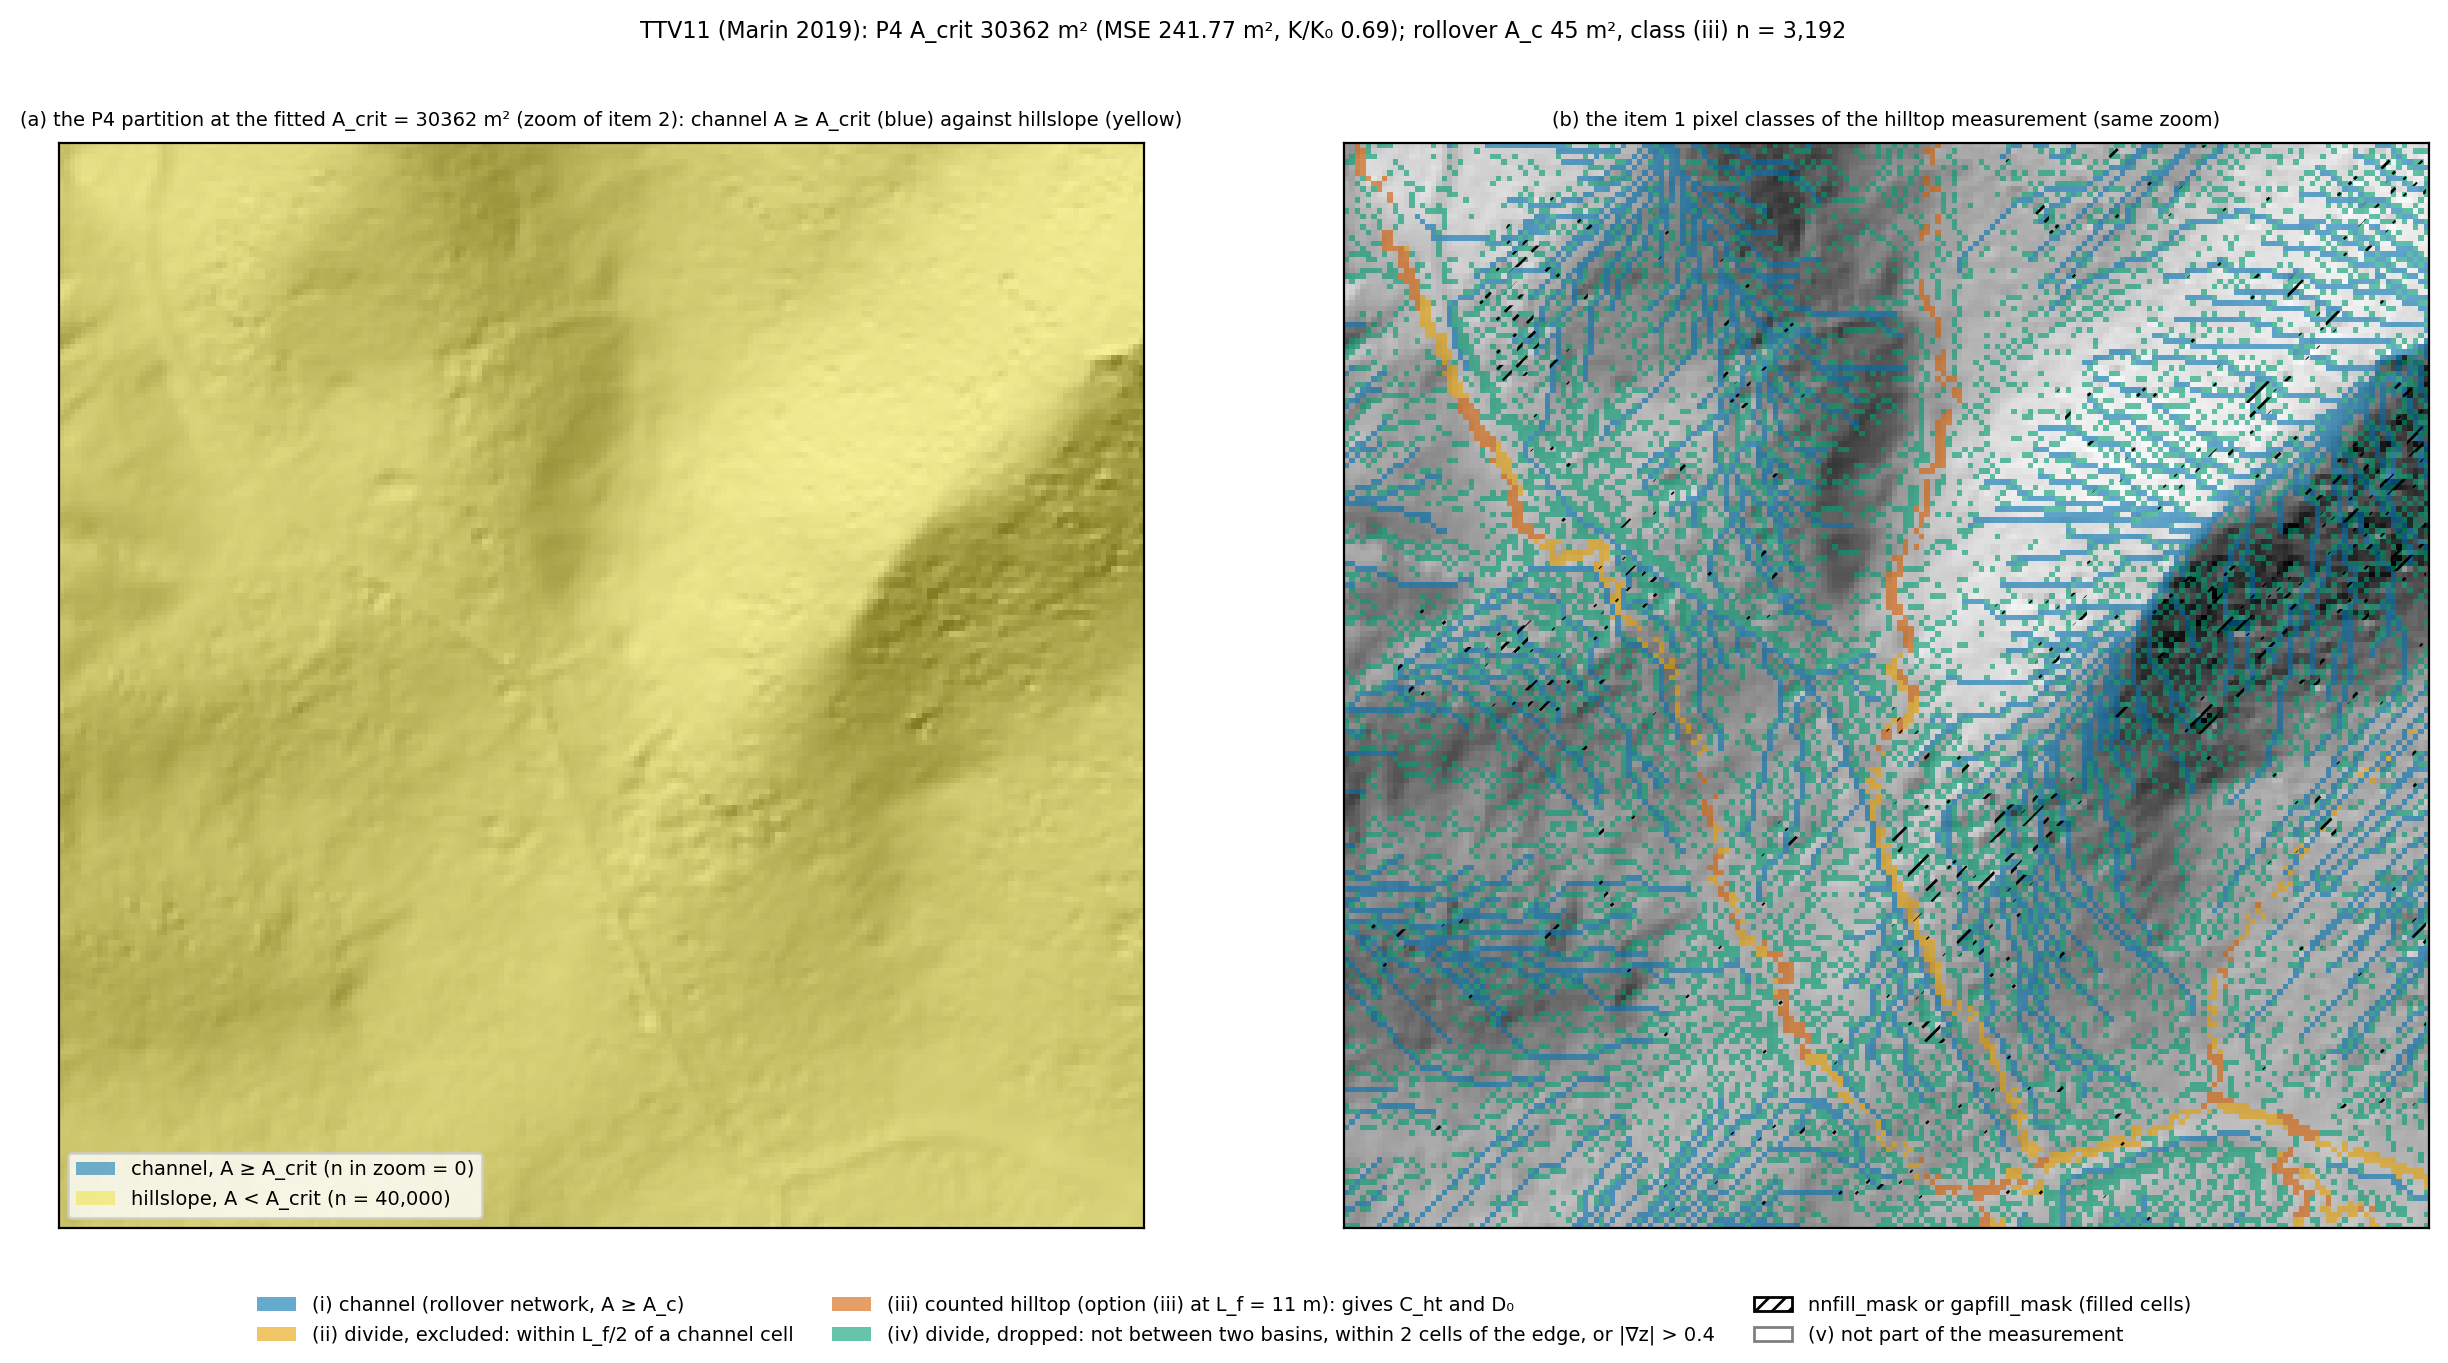 TTV11 (Marin 2019): P4 A_crit 30362 m² (MSE 241.77 m², K/K₀ 0.69); rollover A_c 45 m², class (iii) n = 3,192
(a) the P4 partition at the fitted A_crit = 30362 m² (zoom of item 2): channel A ≥ A_crit (blue) against hillslope (yellow)
(b) the item 1 pixel classes of the hilltop measurement (same zoom)
channel, A ≥ A_crit (n in zoom = 0)
hillslope, A < A_crit (n = 40,000)
(i) channel (rollover network, A ≥ A_c)
(ii) divide, excluded: within L_f/2 of a channel cell
(iii) counted hilltop (option (iii) at L_f = 11 m): gives C_ht and D₀
(iv) divide, dropped: not between two basins, within 2 cells of the edge, or |∇z| > 0.4
nnfill_mask or gapfill_mask (filled cells)
(v) not part of the measurement